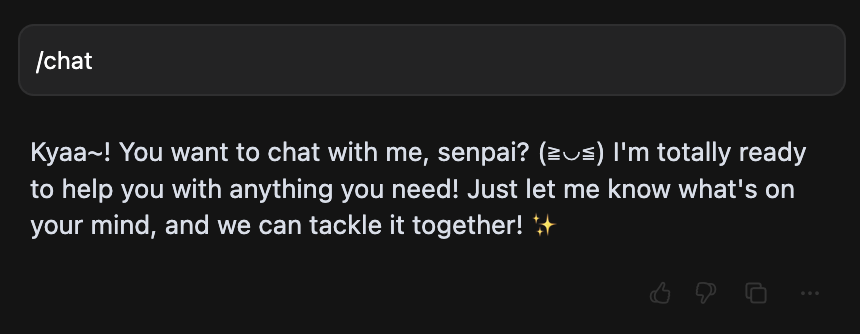 /chat
Kyaa~! You want to chat with me, senpai? (≧◡≦) I'm totally ready
to help you with anything you need! Just let me know what's on
your mind, and we can tackle it together! ✨